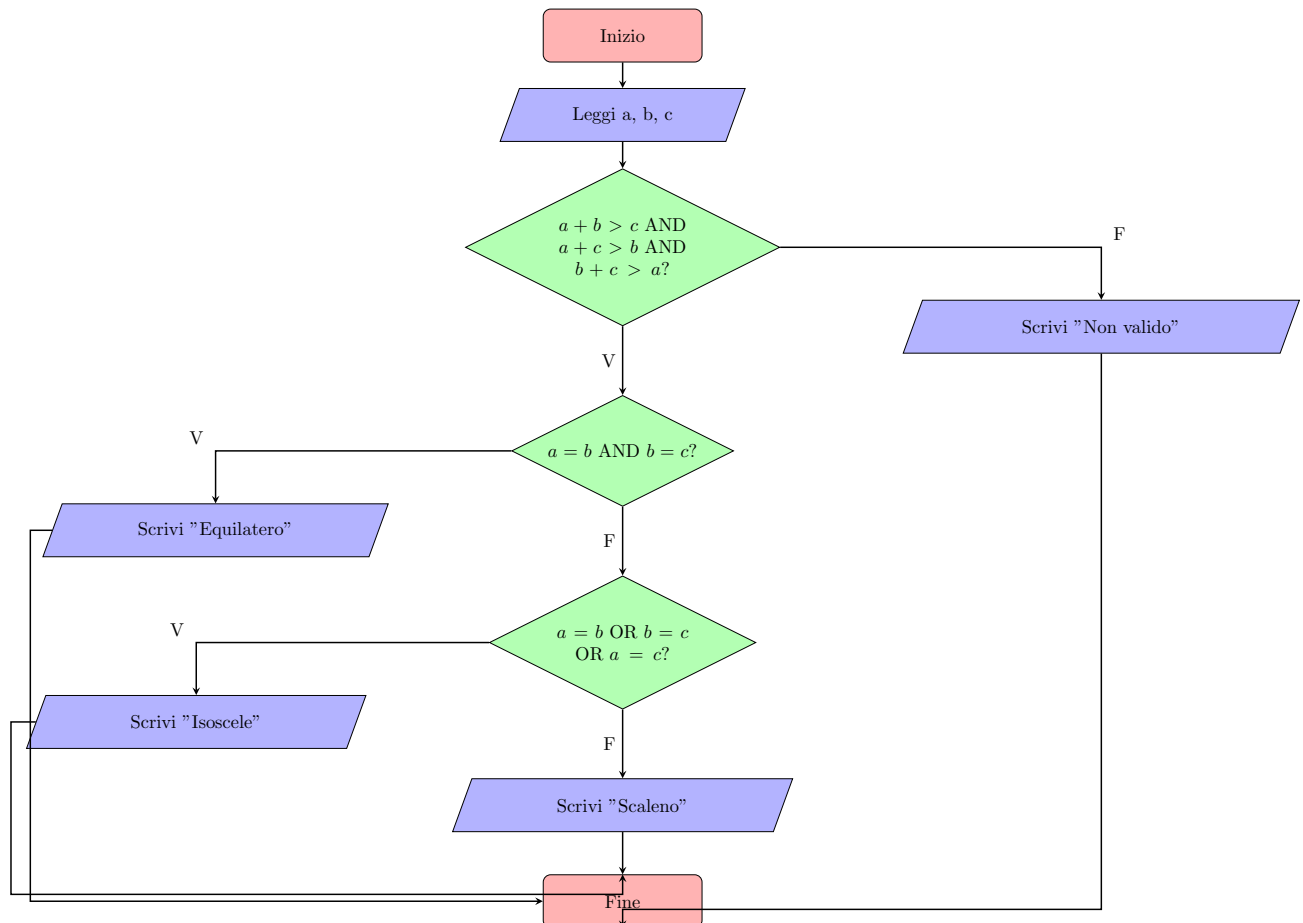 Inizio
Leggi a, b, c
a + b > c AND
a + c > b AND
b + c > a?
F
Scrivi "Non valido"
V
V
a = b AND b = c?
Scrivi "Equilatero"
F
V
a = b OR b = c
OR a = c?
Scrivi "Isoscele"
F
Scrivi "Scaleno"
Fine